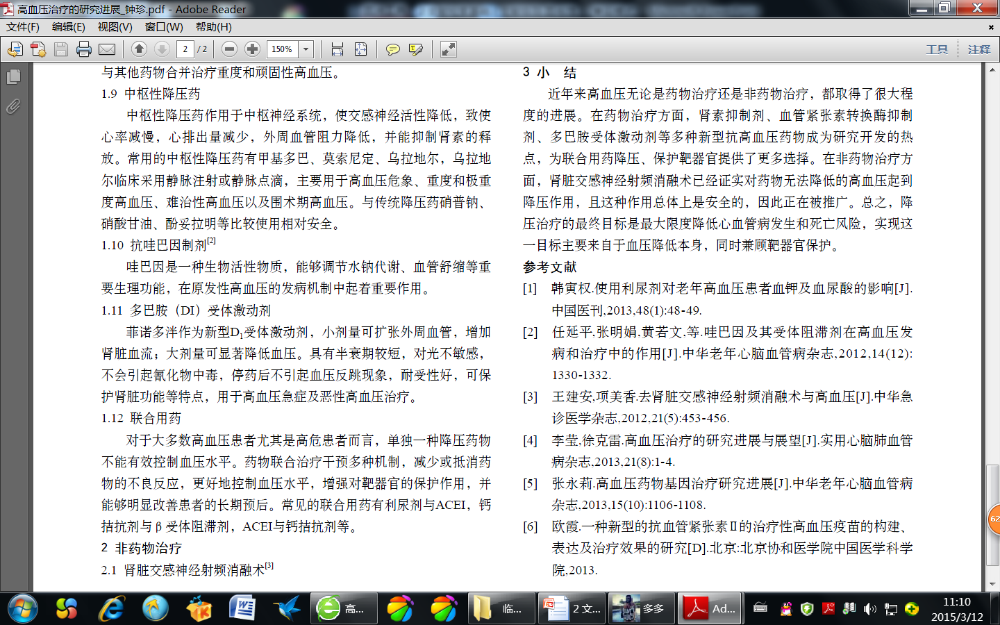 高血压治疗的研究进展_钟珍.pdf - Adobe Reader
文件(F) 编辑(E) 视图(V) 窗口(W) 帮助(H)
2 / 2 150% 工具 注释
与其他药物合并治疗重度和顽固性高血压。
1.9 中枢性降压药
中枢性降压药作用于中枢神经系统，使交感神经活性降低，致使
心率减慢，心排出量减少，外周血管阻力降低，并能抑制肾素的释
放。常用的中枢性降压药有甲基多巴、莫索尼定、乌拉地尔，乌拉地
尔临床采用静脉注射或静脉点滴，主要用于高血压危象、重度和极重
度高血压、难治性高血压以及围术期高血压。与传统降压药硝普钠、
硝酸甘油、酚妥拉明等比较使用相对安全。
1.10 抗哇巴因制剂[2]
哇巴因是一种生物活性物质，能够调节水钠代谢、血管舒缩等重
要生理功能，在原发性高血压的发病机制中起着重要作用。
1.11 多巴胺（DI）受体激动剂
菲诺多泮作为新型D1受体激动剂，小剂量可扩张外周血管，增加
肾脏血流；大剂量可显著降低血压。具有半衰期较短，对光不敏感，
不会引起氰化物中毒，停药后不引起血压反跳现象，耐受性好，可保
护肾脏功能等特点，用于高血压急症及恶性高血压治疗。
1.12 联合用药
对于大多数高血压患者尤其是高危患者而言，单独一种降压药物
不能有效控制血压水平。药物联合治疗干预多种机制，减少或抵消药
物的不良反应，更好地控制血压水平，增强对靶器官的保护作用，并
能够明显改善患者的长期预后。常见的联合用药有利尿剂与ACEI，钙
拮抗剂与β受体阻滞剂，ACEI与钙拮抗剂等。
2 非药物治疗
2.1 肾脏交感神经射频消融术[3]
3 小 结
近年来高血压无论是药物治疗还是非药物治疗，都取得了很大程
度的进展。在药物治疗方面，肾素抑制剂、血管紧张素转换酶抑制
剂、多巴胺受体激动剂等多种新型抗高血压药物成为研究开发的热
点，为联合用药降压、保护靶器官提供了更多选择。在非药物治疗方
面，肾脏交感神经射频消融术已经证实对药物无法降低的高血压起到
降压作用，且这种作用总体上是安全的，因此正在被推广。总之，降
压治疗的最终目标是最大限度降低心血管病发生和死亡风险，实现这
一目标主要来自于血压降低本身，同时兼顾靶器官保护。
参考文献
[1] 韩寅权.使用利尿剂对老年高血压患者血钾及血尿酸的影响[J].
中国医刊,2013,48(1):48-49.
[2] 任延平,张明娟,黄若文,等.哇巴因及其受体阻滞剂在高血压发
病和治疗中的作用[J].中华老年心脑血管病杂志,2012,14(12):
1330-1332.
[3] 王建安,项美香.去肾脏交感神经射频消融术与高血压[J].中华急
诊医学杂志,2012,21(5):453-456.
[4] 李莹,徐克雷.高血压治疗的研究进展与展望[J].实用心脑肺血管
病杂志,2013,21(8):1-4.
[5] 张永莉.高血压药物基因治疗研究进展[J].中华老年心脑血管病
杂志,2013,15(10):1106-1108.
[6] 欧霞.一种新型的抗血管紧张素Ⅱ的治疗性高血压疫苗的构建、
表达及治疗效果的研究[D].北京:北京协和医学院中国医学科学
院,2013.
62
高... 临... 2 文... 多多 Ad...
11:10
2015/3/12